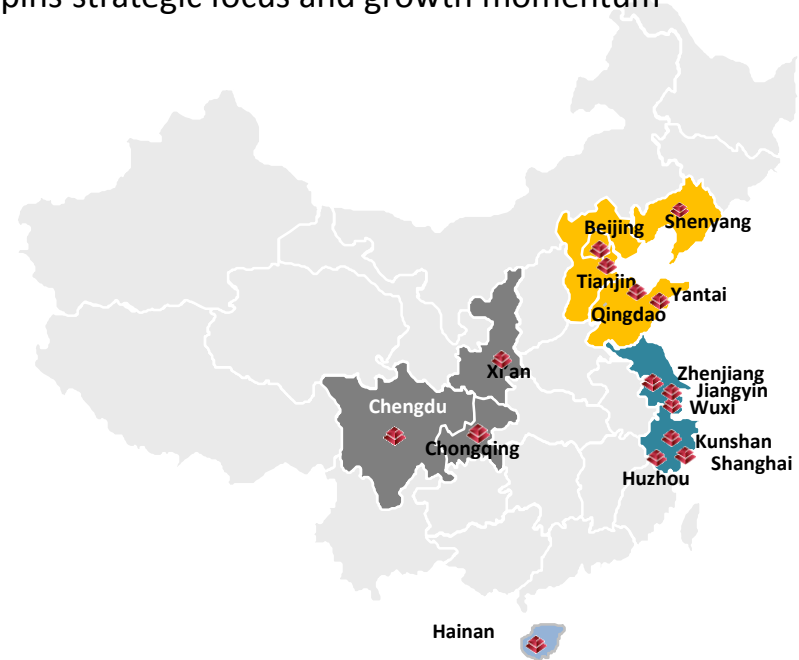 pins strategic focus and growth momentum
Beijing
Shenyang
Tianjin
Yantai
Qingdao
Xi'an
Zhenjiang
Jiangyin
Wuxi
Chengdu
Chongqing
Kunshan
Shanghai
Huzhou
Hainan